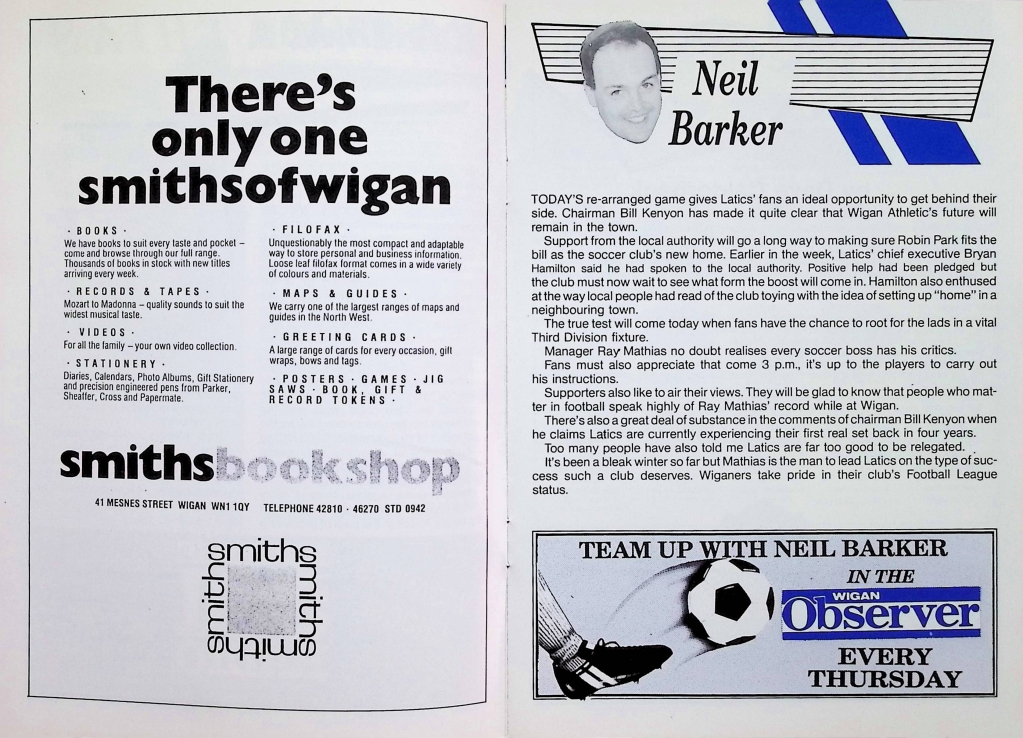 There's
only one
smithsofwigan
· BOOKS ·
We have books to suit every taste and pocket –
come and browse through our full range.
Thousands of books in stock with new titles
arriving every week.
· RECORDS & TAPES ·
Mozart to Madonna – quality sounds to suit the
widest musical taste.
· VIDEOS ·
For all the family – your own video collection.
· STATIONERY ·
Diaries, Calendars, Photo Albums, Gift Stationery
and precision engineered pens from Parker,
Sheaffer, Cross and Papermate.
· FILOFAX ·
Unquestionably the most compact and adaptable
way to store personal and business information.
Loose leaf filofax format comes in a wide variety
of colours and materials.
· MAPS & GUIDES ·
We carry one of the largest ranges of maps and
guides in the North West.
· GREETING CARDS ·
A large range of cards for every occasion, gift
wraps, bows and tags.
· POSTERS · GAMES · JIG
SAWS · BOOK, GIFT &
RECORD TOKENS ·
smithsbookshop
41 MESNES STREET WIGAN WN1 1QY TELEPHONE 42810 · 46270 STD 0942
smiths
smiths
smiths
smiths
Neil
Barker
TODAY'S re-arranged game gives Latics' fans an ideal opportunity to get behind their
side. Chairman Bill Kenyon has made it quite clear that Wigan Athletic's future will
remain in the town.
Support from the local authority will go a long way to making sure Robin Park fits the
bill as the soccer club's new home. Earlier in the week, Latics' chief executive Bryan
Hamilton said he had spoken to the local authority. Positive help had been pledged but
the club must now wait to see what form the boost will come in. Hamilton also enthused
at the way local people had read of the club toying with the idea of setting up "home" in a
neighbouring town.
The true test will come today when fans have the chance to root for the lads in a vital
Third Division fixture.
Manager Ray Mathias no doubt realises every soccer boss has his critics.
Fans must also appreciate that come 3 p.m., it's up to the players to carry out
his instructions.
Supporters also like to air their views. They will be glad to know that people who mat-
ter in football speak highly of Ray Mathias' record while at Wigan.
There's also a great deal of substance in the comments of chairman Bill Kenyon when
he claims Latics are currently experiencing their first real set back in four years.
Too many people have also told me Latics are far too good to be relegated.
It's been a bleak winter so far but Mathias is the man to lead Latics on the type of suc-
cess such a club deserves. Wiganers take pride in their club's Football League
status.
TEAM UP WITH NEIL BARKER
IN THE
WIGAN
Observer
EVERY
THURSDAY